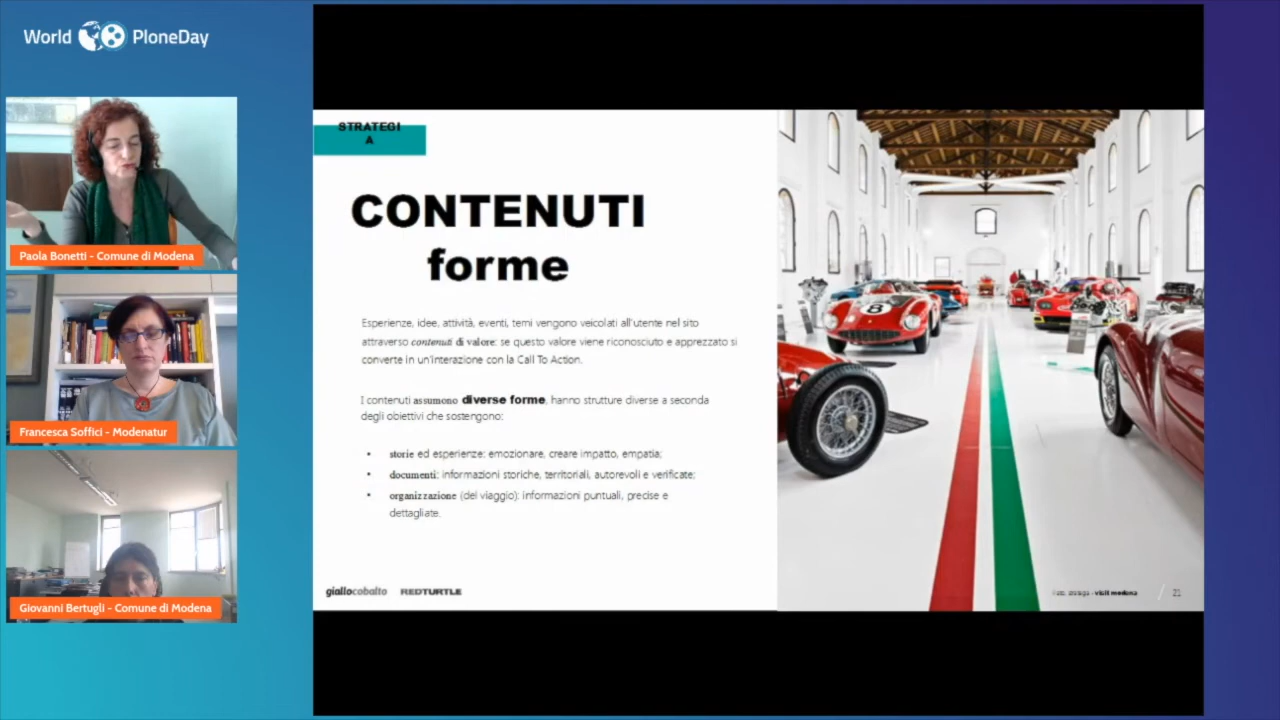 World PloneDay
Paola Bonetti - Comune di Modena
Francesca Soffici - Modenatur
Giovanni Bertugli - Comune di Modena
STRATEGI
A
CONTENUTI
forme
Esperienze, idee, attività, eventi, temi vengono veicolati all'utente nel sito
attraverso contenuti di valore: se questo valore viene riconosciuto e apprezzato si
converte in un'interazione con la Call To Action.
I contenuti assumono diverse forme, hanno strutture diverse a seconda
degli obiettivi che sostengono:
• storie ed esperienze: emozionare, creare impatto, empatia;
• documenti: informazioni storiche, territoriali, autorevoli e verificate;
• organizzazione (del viaggio): informazioni puntuali, precise e
dettagliate.
giallocobalto REDTURTLE
visit modena
8